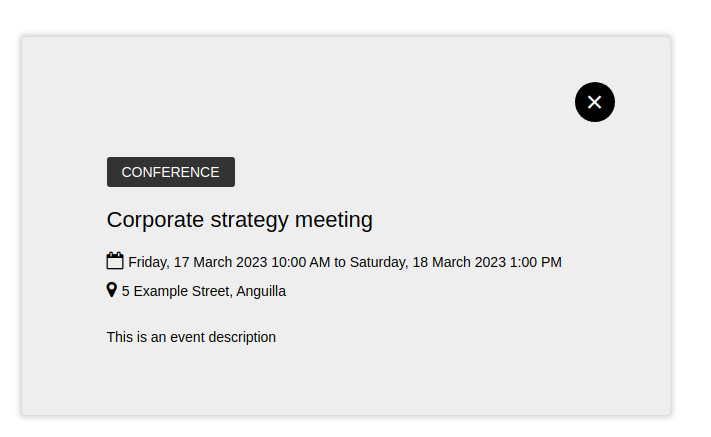 CONFERENCE
Corporate strategy meeting
Friday, 17 March 2023 10:00 AM to Saturday, 18 March 2023 1:00 PM
5 Example Street, Anguilla
This is an event description